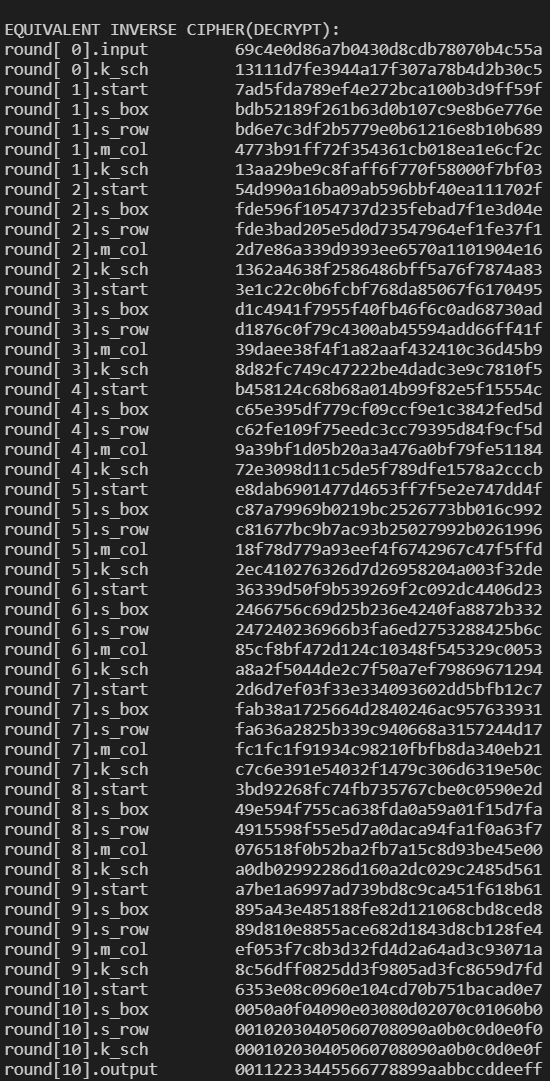 EQUIVALENT INVERSE CIPHER(DECRYPT):
round[ 0].input 69c4e0d86a7b0430d8cdb78070b4c55a
round[ 0].k_sch 13111d7fe3944a17f307a78b4d2b30c5
round[ 1].start 7ad5fda789ef4e272bca100b3d9ff59f
round[ 1].s_box bdb52189f261b63d0b107c9e8b6e776e
round[ 1].s_row bd6e7c3df2b5779e0b61216e8b10b689
round[ 1].m_col 4773b91ff72f354361cb018ea1e6cf2c
round[ 1].k_sch 13aa29be9c8faff6f770f58000f7bf03
round[ 2].start 54d990a16ba09ab596bbf40ea111702f
round[ 2].s_box fde596f1054737d235febad7f1e3d04e
round[ 2].s_row fde3bad205e5d0d73547964ef1fe37f1
round[ 2].m_col 2d7e86a339d9393ee6570a1101904e16
round[ 2].k_sch 1362a4638f2586486bff5a76f7874a83
round[ 3].start 3e1c22c0b6fcbf768da85067f6170495
round[ 3].s_box d1c4941f7955f40fb46f6c0ad68730ad
round[ 3].s_row d1876c0f79c4300ab45594add66ff41f
round[ 3].m_col 39daee38f4f1a82aaf432410c36d45b9
round[ 3].k_sch 8d82fc749c47222be4dadc3e9c7810f5
round[ 4].start b458124c68b68a014b99f82e5f15554c
round[ 4].s_box c65e395df779cf09ccf9e1c3842fed5d
round[ 4].s_row c62fe109f75eedc3cc79395d84f9cf5d
round[ 4].m_col 9a39bf1d05b20a3a476a0bf79fe51184
round[ 4].k_sch 72e3098d11c5de5f789dfe1578a2cccb
round[ 5].start e8dab6901477d4653ff7f5e2e747dd4f
round[ 5].s_box c87a79969b0219bc2526773bb016c992
round[ 5].s_row c81677bc9b7ac93b25027992b0261996
round[ 5].m_col 18f78d779a93eef4f6742967c47f5ffd
round[ 5].k_sch 2ec410276326d7d26958204a003f32de
round[ 6].start 36339d50f9b539269f2c092dc4406d23
round[ 6].s_box 2466756c69d25b236e4240fa8872b332
round[ 6].s_row 247240236966b3fa6ed2753288425b6c
round[ 6].m_col 85cf8bf472d124c10348f545329c0053
round[ 6].k_sch a8a2f5044de2c7f50a7ef79869671294
round[ 7].start 2d6d7ef03f33e334093602dd5bfb12c7
round[ 7].s_box fab38a1725664d2840246ac957633931
round[ 7].s_row fa636a2825b339c940668a3157244d17
round[ 7].m_col fc1fc1f91934c98210fbfb8da340eb21
round[ 7].k_sch c7c6e391e54032f1479c306d6319e50c
round[ 8].start 3bd92268fc74fb735767cbe0c0590e2d
round[ 8].s_box 49e594f755ca638fda0a59a01f15d7fa
round[ 8].s_row 4915598f55e5d7a0daca94fa1f0a63f7
round[ 8].m_col 076518f0b52ba2fb7a15c8d93be45e00
round[ 8].k_sch a0db02992286d160a2dc029c2485d561
round[ 9].start a7be1a6997ad739bd8c9ca451f618b61
round[ 9].s_box 895a43e485188fe82d121068cbd8ced8
round[ 9].s_row 89d810e8855ace682d1843d8cb128fe4
round[ 9].m_col ef053f7c8b3d32fd4d2a64ad3c93071a
round[ 9].k_sch 8c56dff0825dd3f9805ad3fc8659d7fd
round[10].start 6353e08c0960e104cd70b751bacad0e7
round[10].s_box 0050a0f04090e03080d02070c01060b0
round[10].s_row 00102030405060708090a0b0c0d0e0f0
round[10].k_sch 000102030405060708090a0b0c0d0e0f
round[10].output 00112233445566778899aabbccddeeff